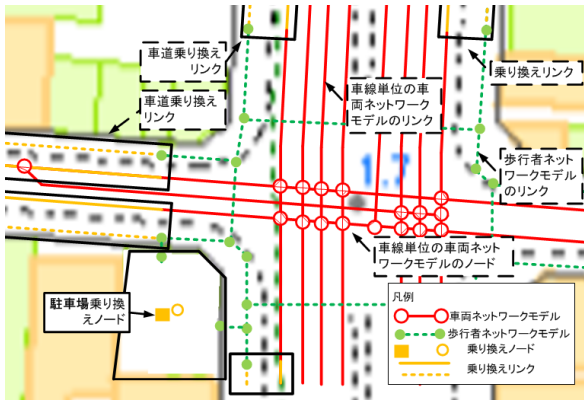 車道乗り換え
リンク
車道乗り換え
リンク
車線単位の車
両ネットワーク
モデルのリンク
乗り換えリンク
歩行者ネット
ワークモデル
のリンク
1.7
車線単位の車両ネット
ワークモデルのノード
駐車場乗り換
えノード
凡例
車両ネットワークモデル
歩行者ネットワークモデル
乗り換えノード
乗り換えリンク